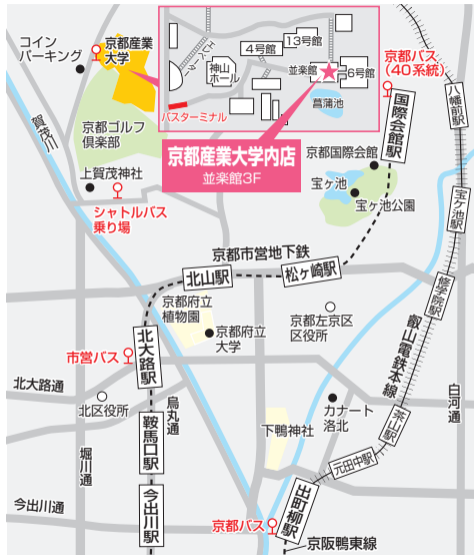 コイン
パーキング
京都産業
大学
エスカレータ
神山
ホール
4号館
13号館
並楽館
6号館
菖蒲池
バスターミナル
京都バス
(40系統)
国際会館駅
八幡前駅
賀茂川
京都ゴルフ
倶楽部
京都産業大学内店
並楽館3F
京都国際会館
宝ヶ池
宝ヶ池公園
宝ケ池駅
上賀茂神社
シャトルバス
乗り場
京都市営地下鉄
北山駅
松ヶ崎駅
修学院駅
京都府立
植物園
京都府立
大学
京都左京区
区役所
叡山電鉄本線
市営バス
北大路駅
北大路通
北区役所
烏丸通
カナート
洛北
白川通
茶山駅
下鴨神社
元田中駅
堀川通
鞍馬口駅
今出川通
今出川駅
京都バス
出町柳駅
京阪鴨東線